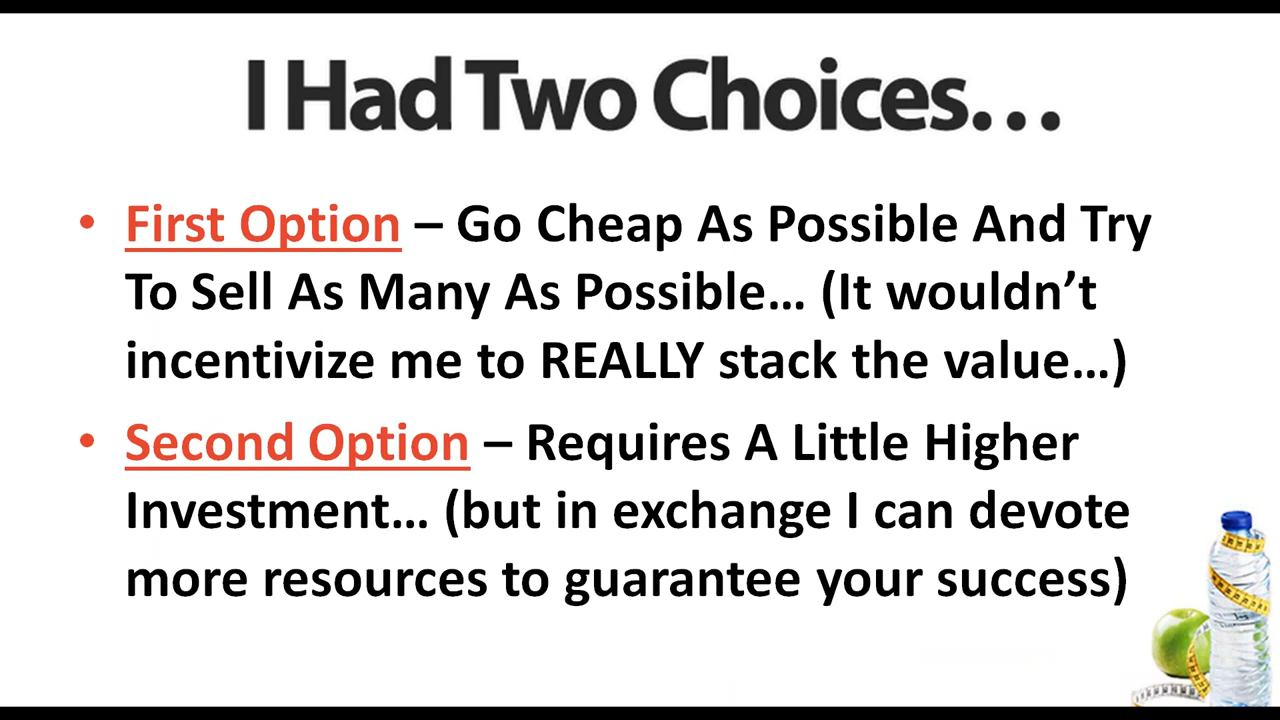 I Had Two Choices…
• First Option – Go Cheap As Possible And Try
To Sell As Many As Possible… (It wouldn’t
incentivize me to REALLY stack the value…)
• Second Option – Requires A Little Higher
Investment… (but in exchange I can devote
more resources to guarantee your success)